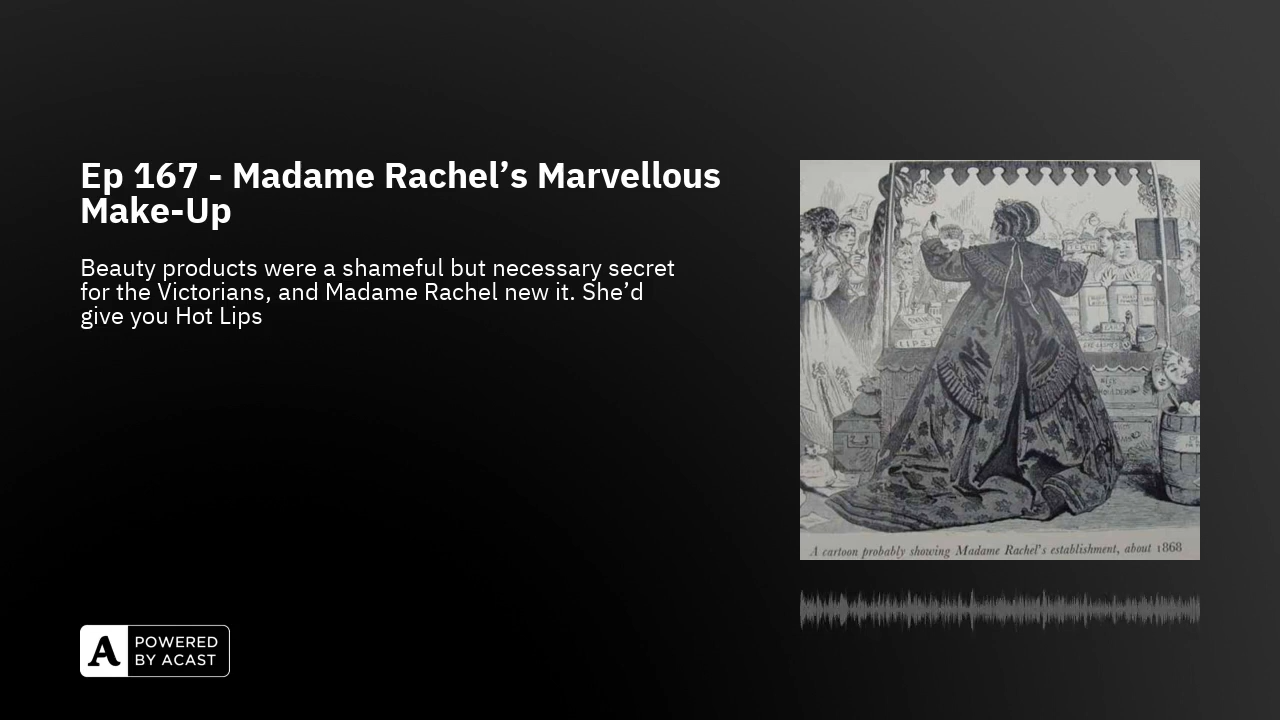 Ep 167 - Madame Rachel’s Marvellous
Make-Up
Beauty products were a shameful but necessary secret
for the Victorians, and Madame Rachel new it. She’d
give you Hot Lips
TEETH
LIPS
A cartoon probably showing Madame Rachel's establishment, about 1868
A POWERED
BY ACAST